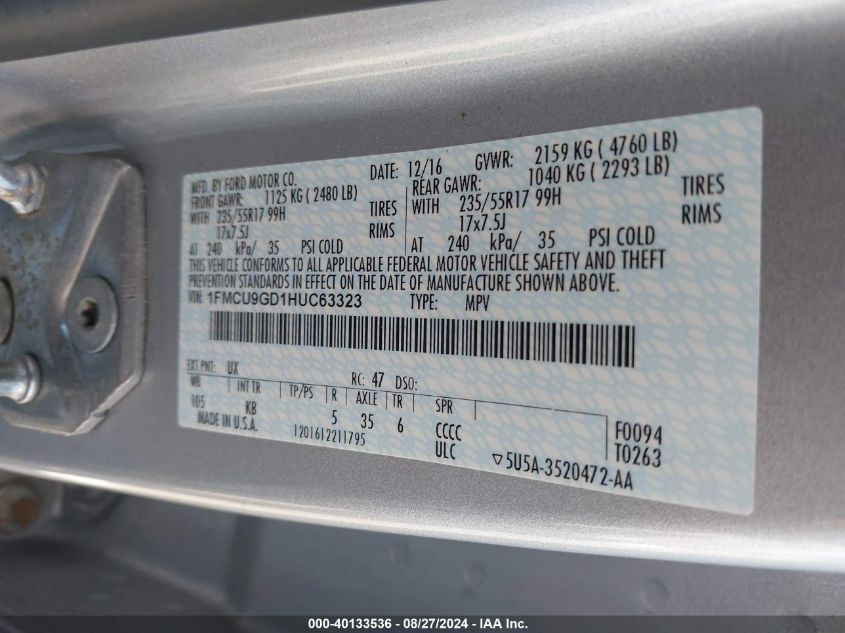 MFD. BY FORD MOTOR CO.
DATE: 12/16 GVWR: 2159 KG ( 4760 LB)
FRONT GAWR: 1125 KG ( 2480 LB)
WITH 235/55R17 99H TIRES
17x7.5J RIMS
AT 240 kPa/ 35 PSI COLD
REAR GAWR: 1040 KG ( 2293 LB)
WITH 235/55R17 99H TIRES
17x7.5J RIMS
AT 240 kPa/ 35 PSI COLD
THIS VEHICLE CONFORMS TO ALL APPLICABLE FEDERAL MOTOR VEHICLE SAFETY AND THEFT
PREVENTION STANDARDS IN EFFECT ON THE DATE OF MANUFACTURE SHOWN ABOVE.
VIN: 1FMCU9GD1HUC63323 TYPE: MPV
EXT PNT: UX RC: 47 DSO:
WB INT TR TP/PS R AXLE TR SPR
105 KB 5 35 6 CCCC F0094
MADE IN U.S.A. 1201612211795 ULC T0263
▽5U5A-3520472-AA
000-40133536 - 08/27/2024 - IAA Inc.